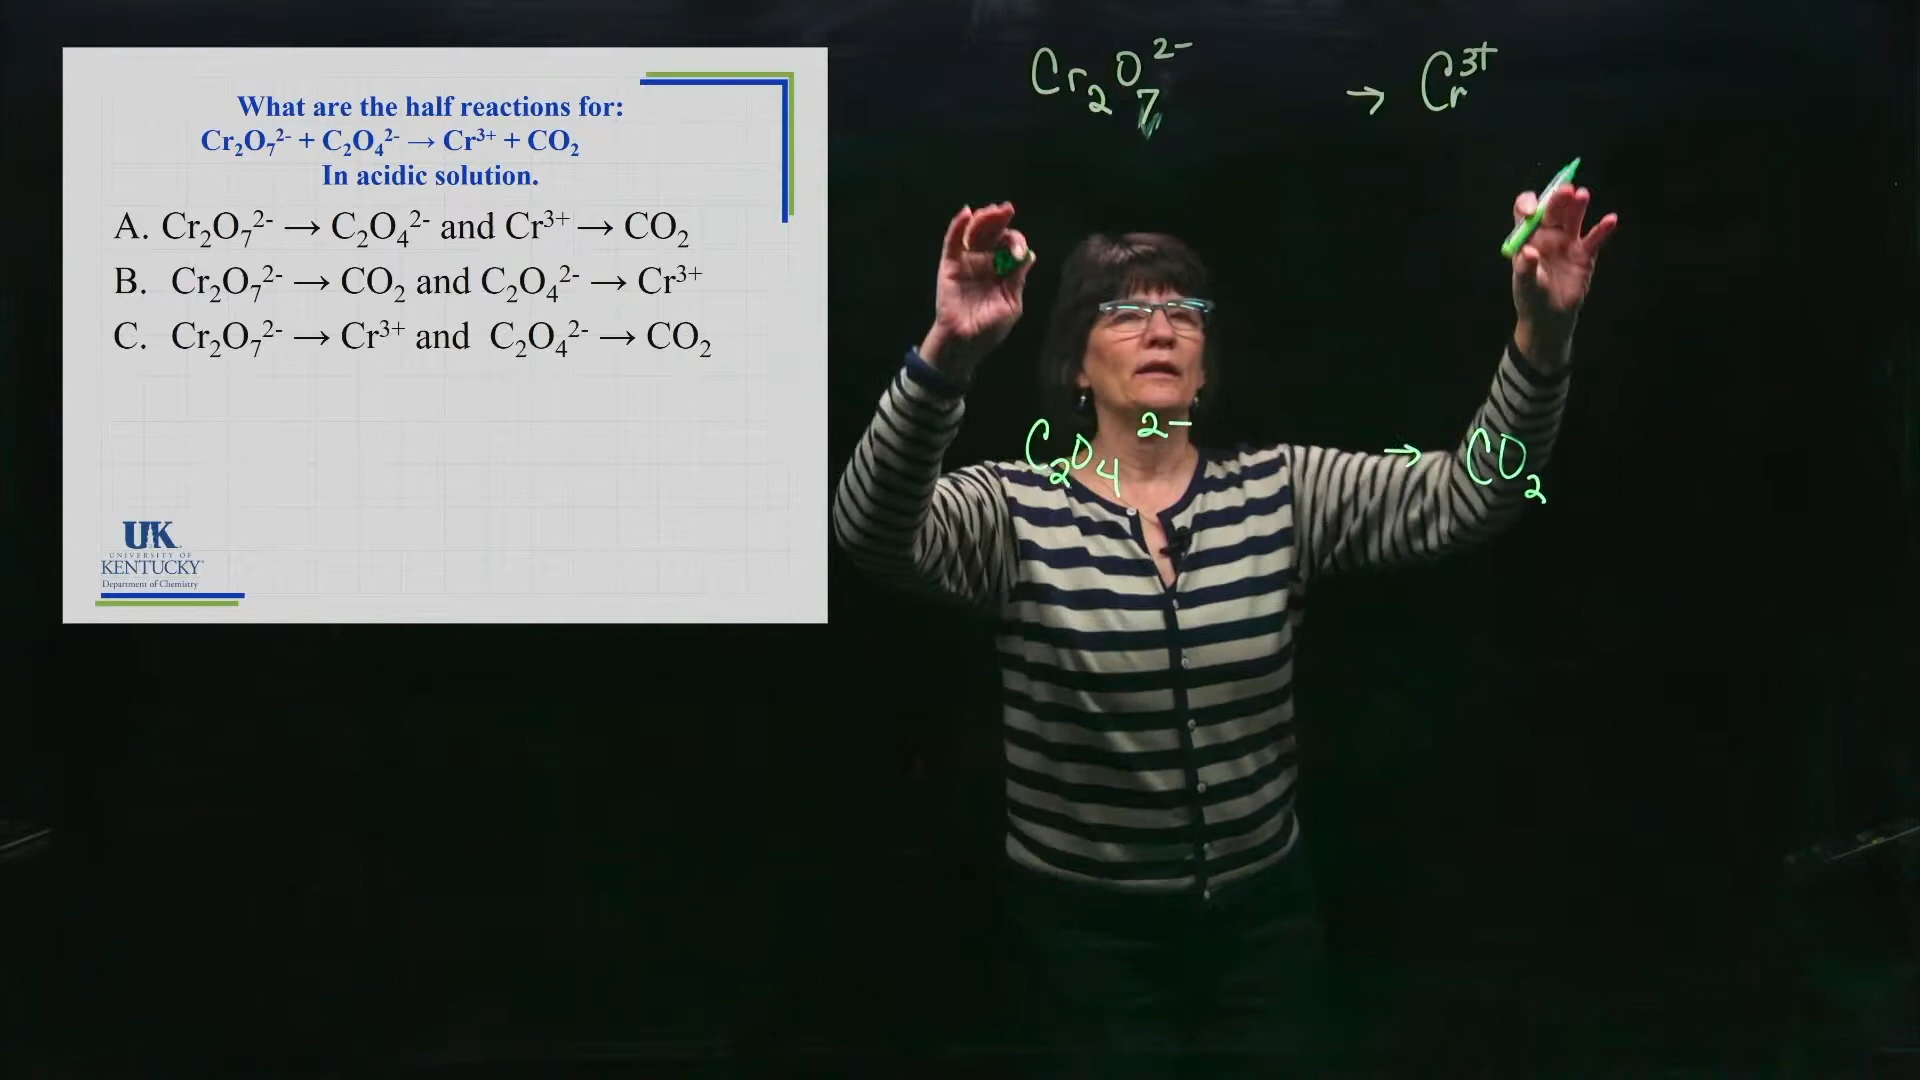 What are the half reactions for:
Cr₂O₇²⁻ + C₂O₄²⁻ → Cr³⁺ + CO₂
In acidic solution.
A. Cr₂O₇²⁻ → C₂O₄²⁻ and Cr³⁺ → CO₂
B. Cr₂O₇²⁻ → CO₂ and C₂O₄²⁻ → Cr³⁺
C. Cr₂O₇²⁻ → Cr³⁺ and C₂O₄²⁻ → CO₂
UK
UNIVERSITY OF
KENTUCKY
Department of Chemistry
Cr₂O₇²⁻ → Cr³⁺
C₂O₄²⁻ → CO₂